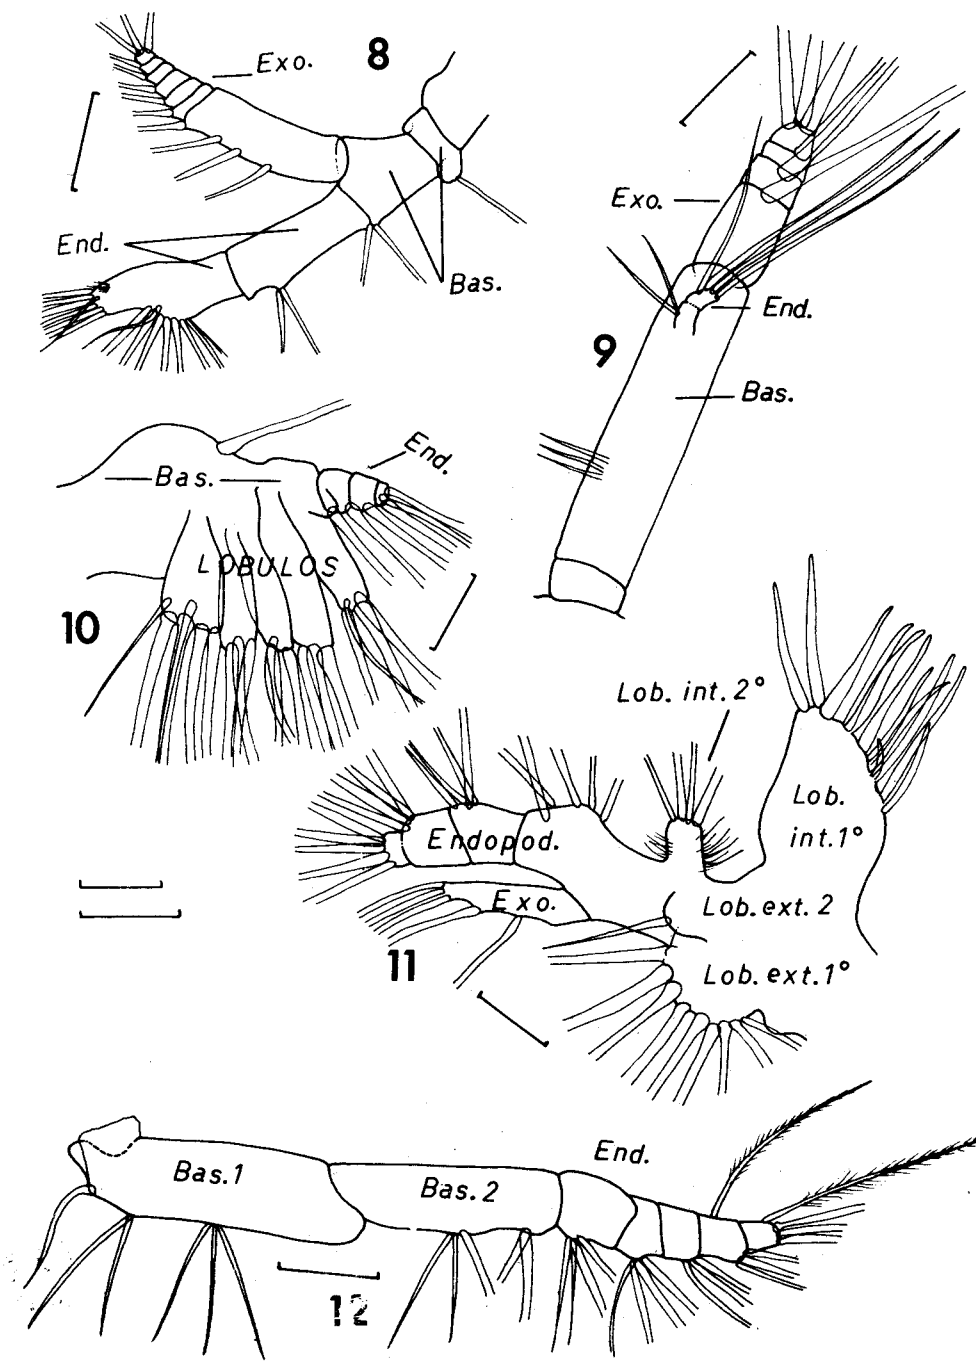 8
Exo.
End.
Bas.
Exo.
End.
9
Bas.
End.
Bas.
LOBULOS
10
Lob. int. 2°
Lob.
int. 1°
Endopod.
Exo.
Lob. ext. 2
Lob. ext. 1°
11
End.
Bas. 1
Bas. 2
12